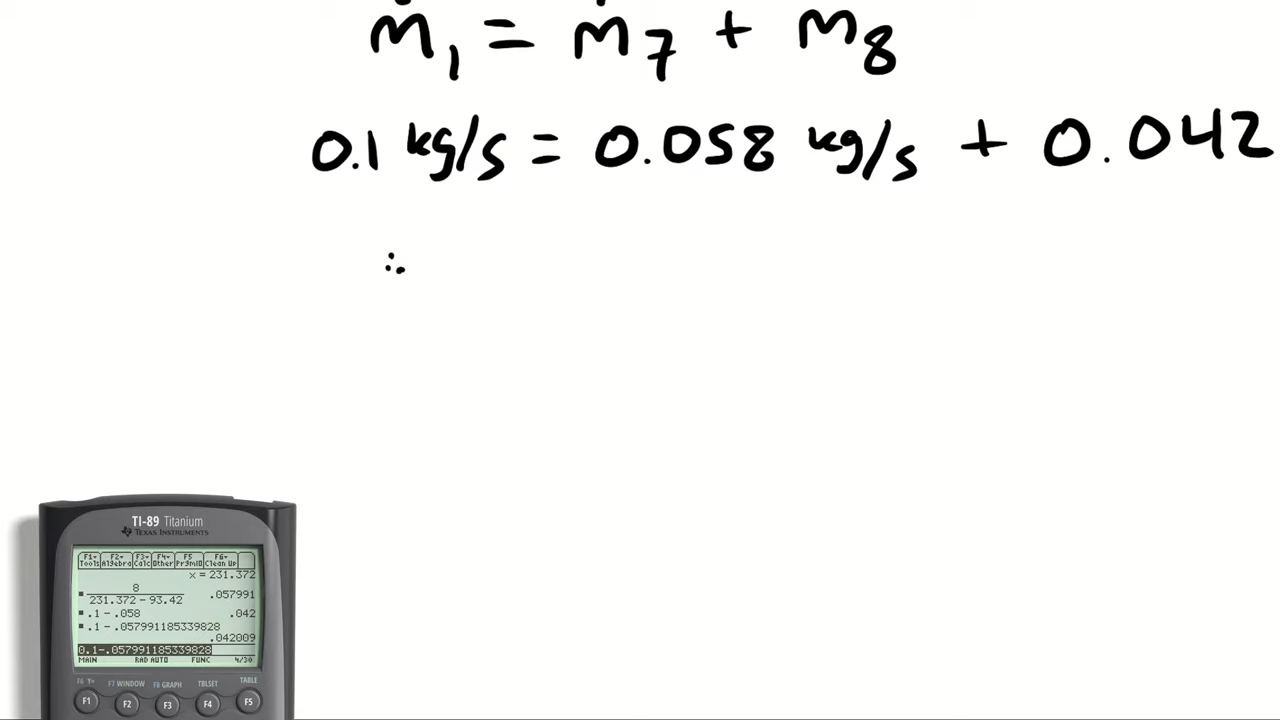 ṁ₁ = ṁ₇ + ṁ₈
0.1 kg/s = 0.058 kg/s + 0.042
∴
TI-89 Titanium
TEXAS INSTRUMENTS
F1 F2 F3 F4 F5 F6
Tools Algebra Calc Other PrgmIO Clean Up
x = 231.372
8
231.372 - 93.42 .057991
.1 - .058 .042
.1 - .057991185339828
.042009
0.1-.057991185339828
MAIN RAD AUTO FUNC 4/30
F6 Y= F7 WINDOW F8 GRAPH TBLSET TABLE
F1 F2 F3 F4 F5